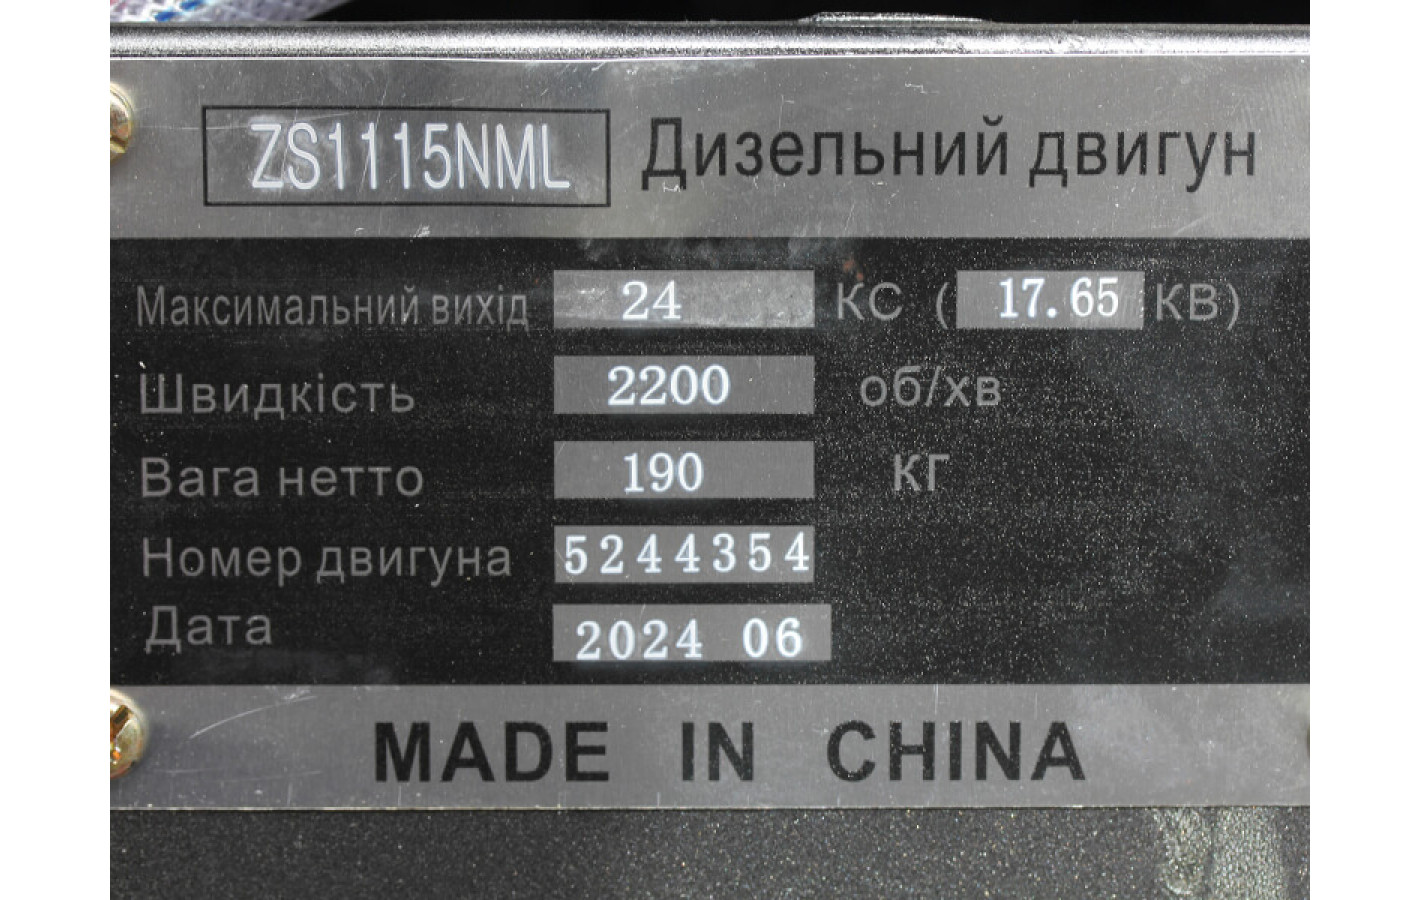 ZS1115NML Дизельний двигун
Максимальний вихід 24 КС ( 17.65 КВ)
Швидкість 2200 об/хв
Вага нетто 190 КГ
Номер двигуна 5244354
Дата 2024 06
MADE IN CHINA